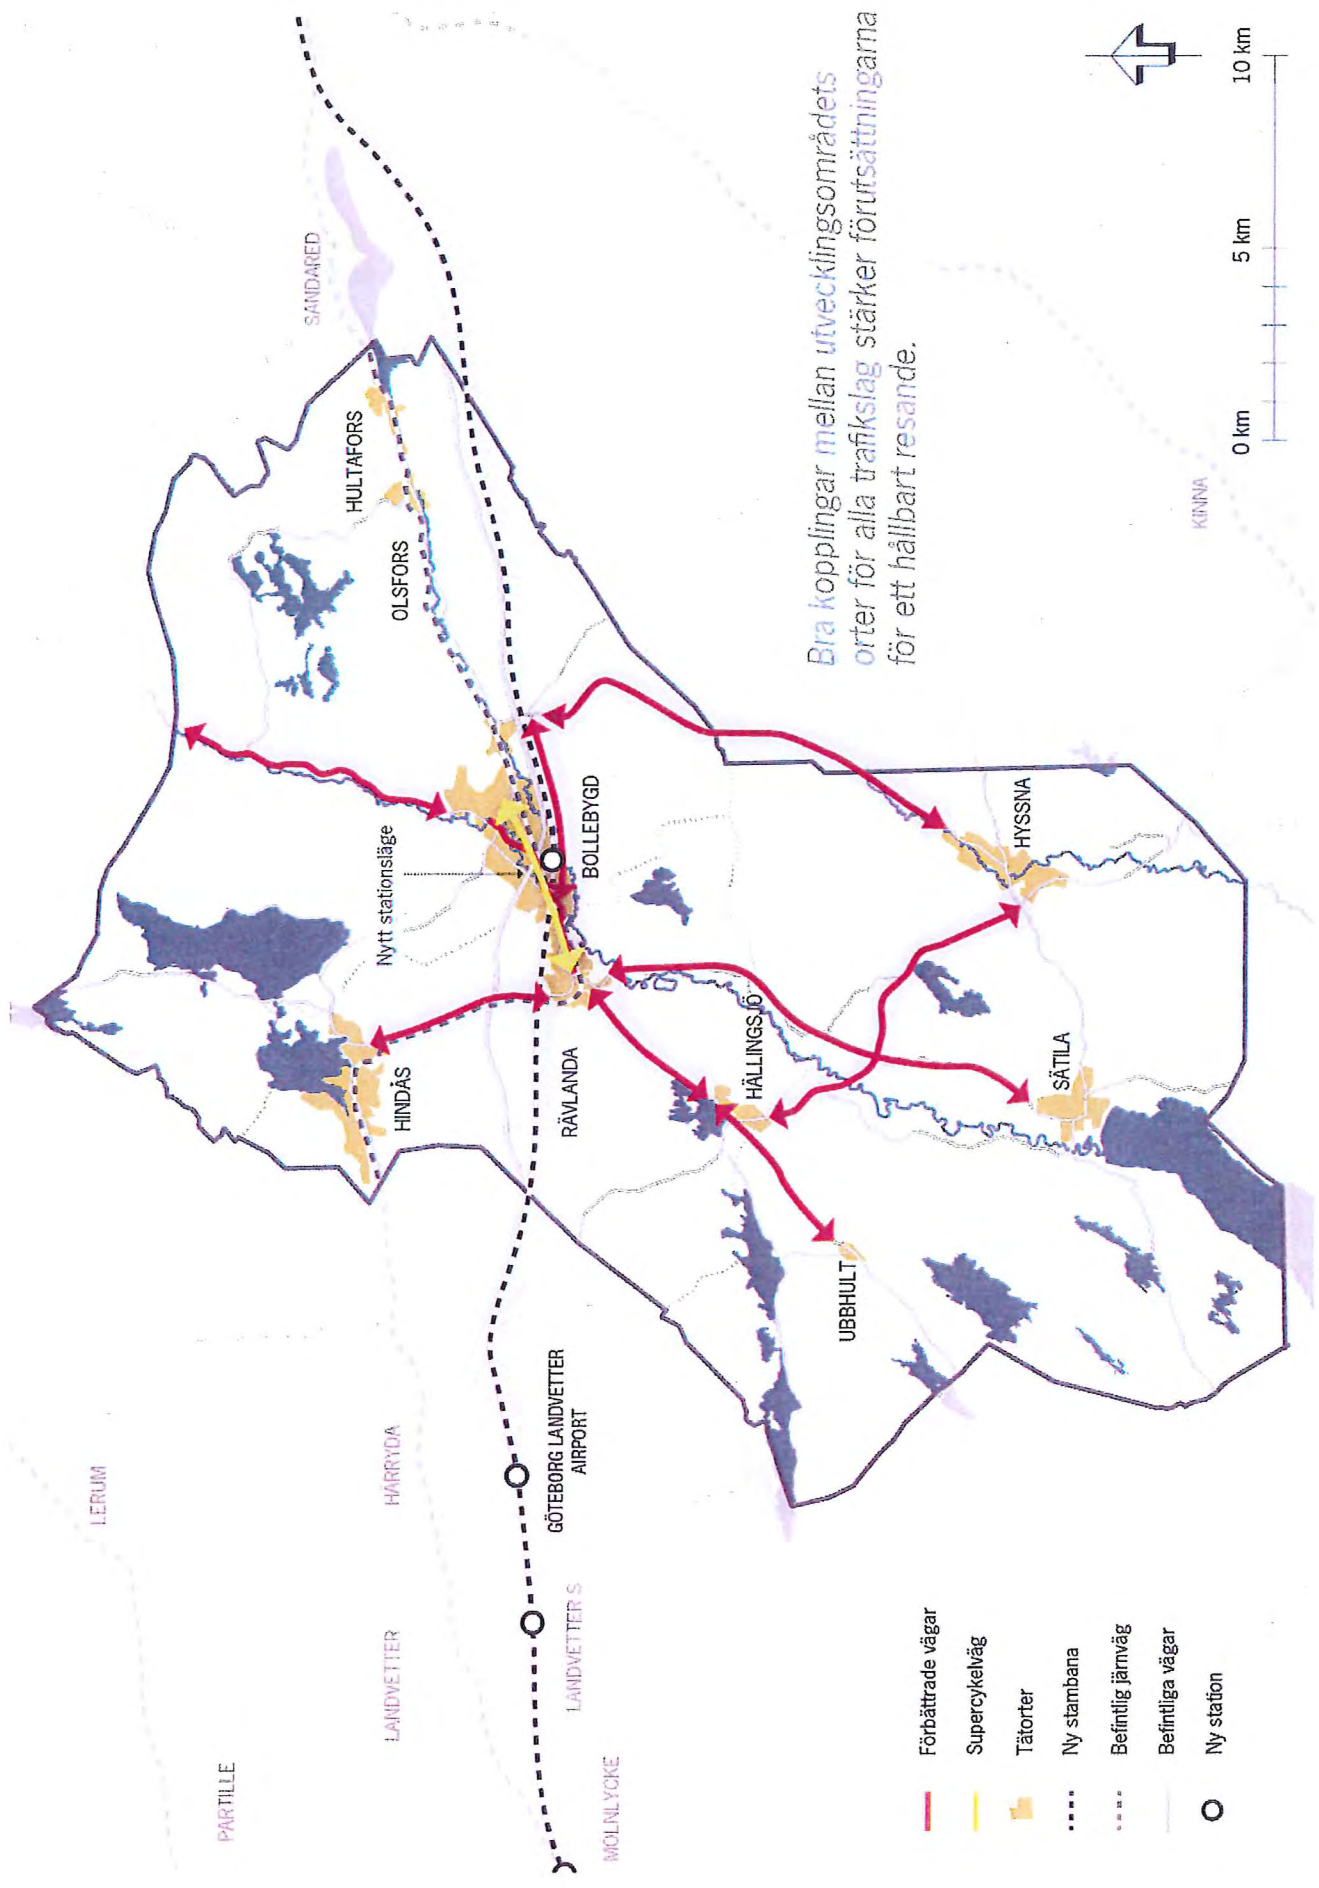 LERUM
PARTILLE
HÄRRYDA
LANDVETTER
SANDARED
HULTAFORS
OLSFORS
Nytt stationsläge
HINDÅS
BOLLEBYGD
RÄVLANDA
GÖTEBORG LANDVETTER
AIRPORT
LANDVETTER S
MÖLNLYCKE
HÄLLINGSJÖ
UBBHULT
HYSSNA
SÄTILA
KINNA
Bra kopplingar mellan utvecklingsområdets
orter för alla trafikslag stärker förutsättningarna
för ett hållbart resande.
Förbättrade vägar
Supercykelväg
Tätorter
Ny stambana
Befintlig järnväg
Befintliga vägar
Ny station
0 km 5 km 10 km